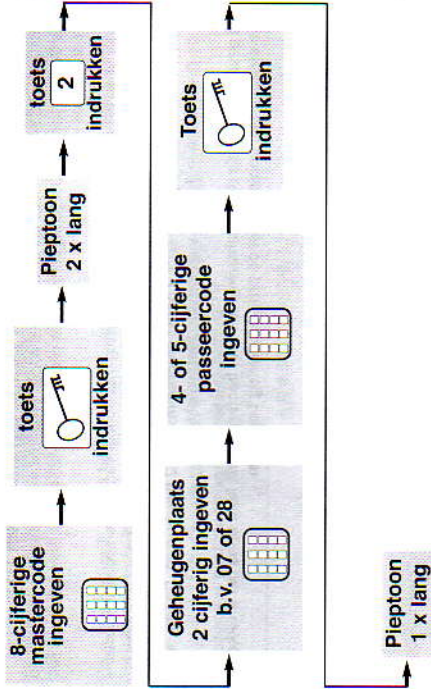 8-cijferige
mastercode
ingeven
toets
indrukken
Pieptoon
2 x lang
toets
2
indrukken
Geheugenplaats
2 cijferig ingeven
b.v. 07 of 28
4- of 5-cijferige
passeercode
ingeven
Toets
indrukken
Pieptoon
1 x lang